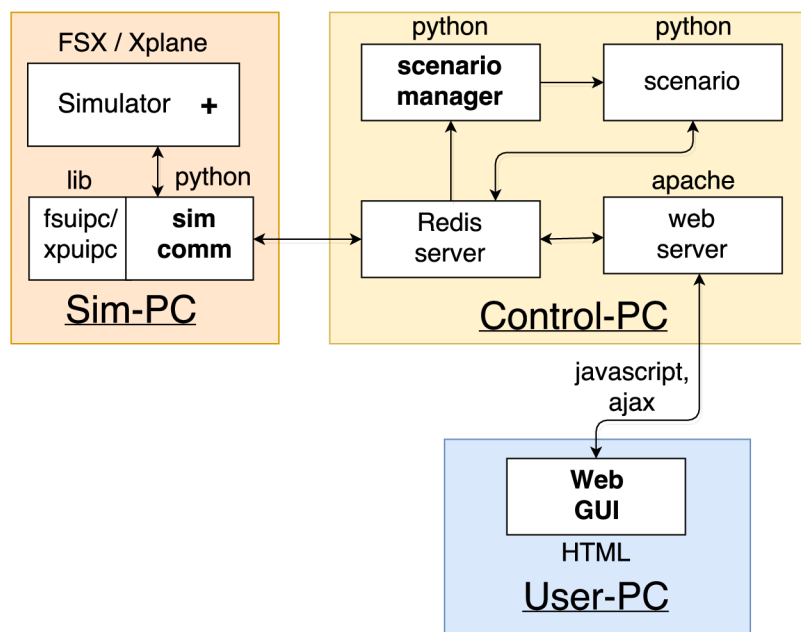 FSX / Xplane
Simulator +
lib
python
fsuipc/
xpuipc
sim
comm
Sim-PC
python
scenario
manager
python
scenario
Redis
server
apache
web
server
Control-PC
javascript,
ajax
Web
GUI
HTML
User-PC